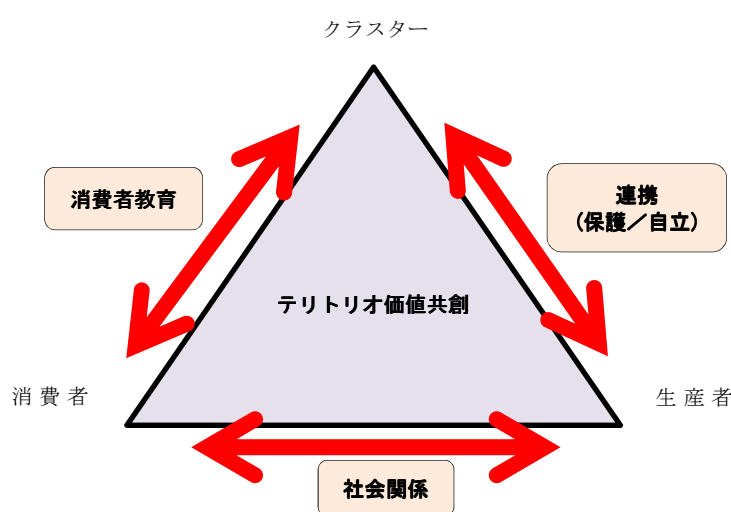 クラスター
消費者教育
連携
（保護／自立）
テリトリオ価値共創
消費者
生産者
社会関係